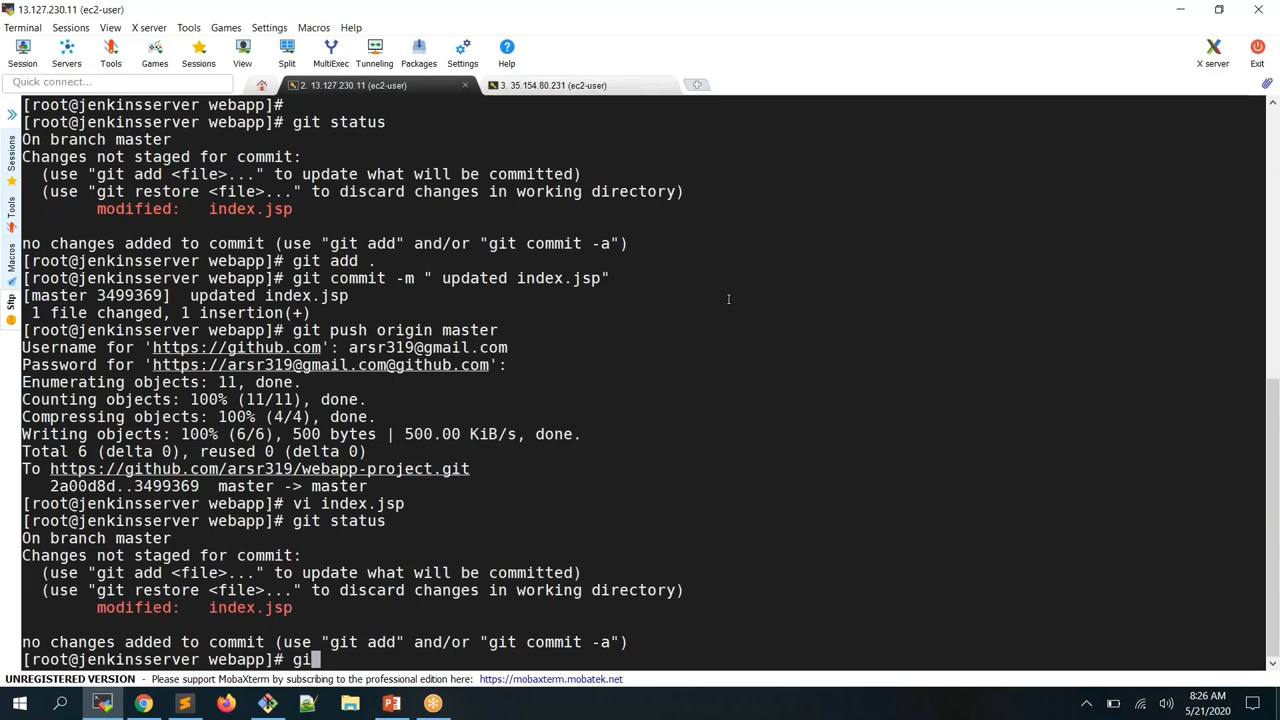 13.127.230.11 (ec2-user)
Terminal Sessions View X server Tools Games Settings Macros Help
Session Servers Tools Games Sessions View Split MultiExec Tunneling Packages Settings Help X server Exit
Quick connect... 2. 13.127.230.11 (ec2-user) 3. 35.154.80.231 (ec2-user)
Sessions
Tools
Macros
Sftp
[root@jenkinsserver webapp]#
[root@jenkinsserver webapp]# git status
On branch master
Changes not staged for commit:
(use "git add <file>..." to update what will be committed)
(use "git restore <file>..." to discard changes in working directory)
modified: index.jsp
no changes added to commit (use "git add" and/or "git commit -a")
[root@jenkinsserver webapp]# git add .
[root@jenkinsserver webapp]# git commit -m " updated index.jsp"
[master 3499369] updated index.jsp
1 file changed, 1 insertion(+)
[root@jenkinsserver webapp]# git push origin master
Username for 'https://github.com': arsr319@gmail.com
Password for 'https://arsr319@gmail.com@github.com':
Enumerating objects: 11, done.
Counting objects: 100% (11/11), done.
Compressing objects: 100% (4/4), done.
Writing objects: 100% (6/6), 500 bytes | 500.00 KiB/s, done.
Total 6 (delta 0), reused 0 (delta 0)
To https://github.com/arsr319/webapp-project.git
2a00d8d..3499369 master -> master
[root@jenkinsserver webapp]# vi index.jsp
[root@jenkinsserver webapp]# git status
On branch master
Changes not staged for commit:
(use "git add <file>..." to update what will be committed)
(use "git restore <file>..." to discard changes in working directory)
modified: index.jsp
no changes added to commit (use "git add" and/or "git commit -a")
[root@jenkinsserver webapp]# gi
UNREGISTERED VERSION - Please support MobaXterm by subscribing to the professional edition here: https://mobaxterm.mobatek.net
8:26 AM
5/21/2020